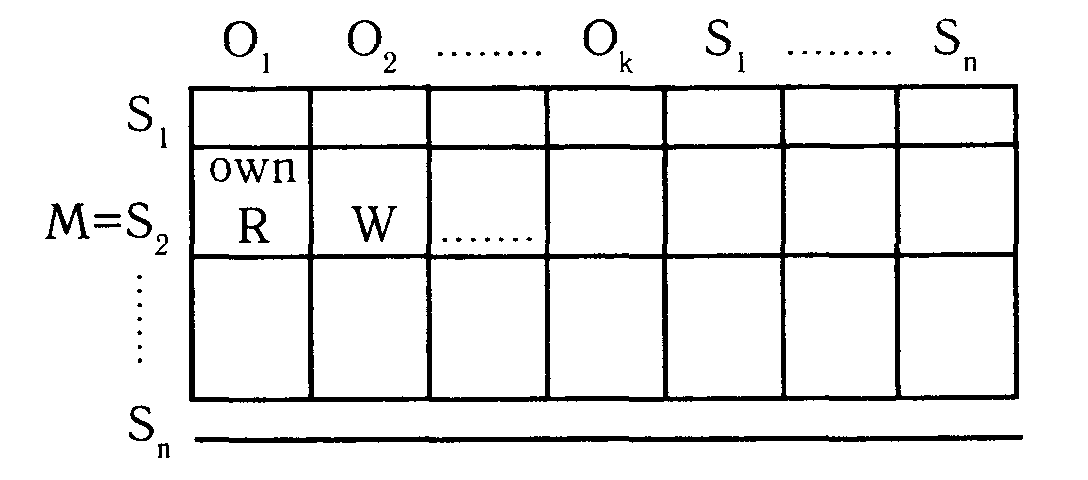 O₁ O₂ ........ Oₖ S₁ ........ Sₙ
S₁
own
M=S₂ R W ........
.......
Sₙ